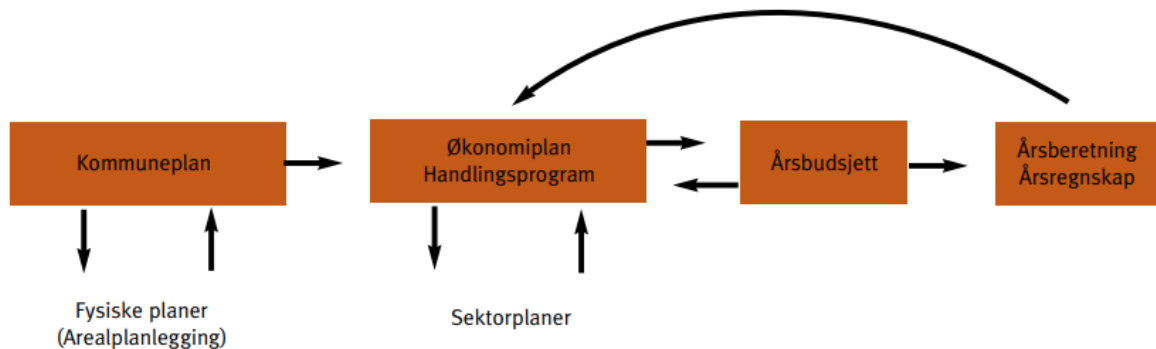 Kommuneplan
Økonomiplan
Handlingsprogram
Årsbudsjett
Årsberetning
Årsregnskap
Fysiske planer
(Arealplanlegging)
Sektorplaner